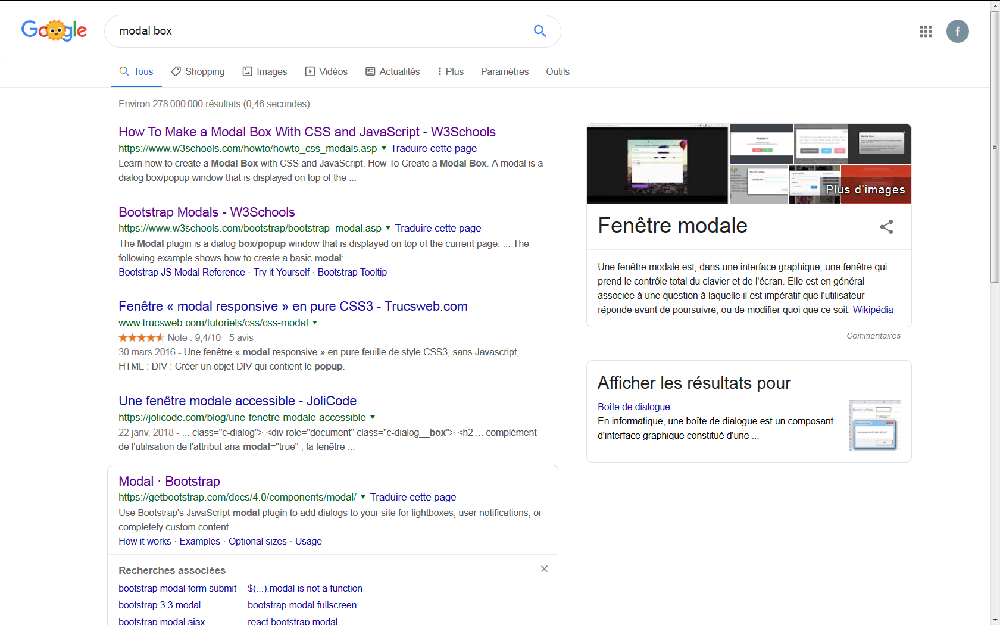 Google
modal box
f
Tous
Shopping
Images
Vidéos
Actualités
Plus
Paramètres
Outils
Environ 278 000 000 résultats (0,46 secondes)
How To Make a Modal Box With CSS and JavaScript - W3Schools
https://www.w3schools.com/howto/howto_css_modals.asp ▼ Traduire cette page
Learn how to create a Modal Box with CSS and JavaScript. How To Create a Modal Box. A modal is a
dialog box/popup window that is displayed on top of the ...
Bootstrap Modals - W3Schools
https://www.w3schools.com/bootstrap/bootstrap_modal.asp ▼ Traduire cette page
The Modal plugin is a dialog box/popup window that is displayed on top of the current page: ... The
following example shows how to create a basic modal: ...
Bootstrap JS Modal Reference · Try it Yourself · Bootstrap Tooltip
Fenêtre « modal responsive » en pure CSS3 - Trucsweb.com
www.trucsweb.com/tutoriels/css/css-modal ▼
Note : 9,4/10 - 5 avis
30 mars 2016 - Une fenêtre « modal responsive » en pure feuille de style CSS3, sans Javascript, ...
HTML : DIV : Créer un objet DIV qui contient le popup.
Une fenêtre modale accessible - JoliCode
https://jolicode.com/blog/une-fenetre-modale-accessible ▼
22 janv. 2018 - ... class="c-dialog"> <div role="document" class="c-dialog__box"> <h2 ... complément
de l'utilisation de l'attribut aria-modal="true" , la fenêtre ...
Modal · Bootstrap
https://getbootstrap.com/docs/4.0/components/modal/ ▼ Traduire cette page
Use Bootstrap's JavaScript modal plugin to add dialogs to your site for lightboxes, user notifications, or
completely custom content.
How it works · Examples · Optional sizes · Usage
Recherches associées
bootstrap modal form submit
$(...).modal is not a function
bootstrap 3.3 modal
bootstrap modal fullscreen
bootstrap modal ajax
react bootstrap modal
Plus d'images
Fenêtre modale
Une fenêtre modale est, dans une interface graphique, une fenêtre qui
prend le contrôle total du clavier et de l'écran. Elle est en général
associée à une question à laquelle il est impératif que l'utilisateur
réponde avant de poursuivre, ou de modifier quoi que ce soit. Wikipédia
Commentaires
Afficher les résultats pour
Boîte de dialogue
En informatique, une boîte de dialogue est un composant
d'interface graphique constitué d'une ...